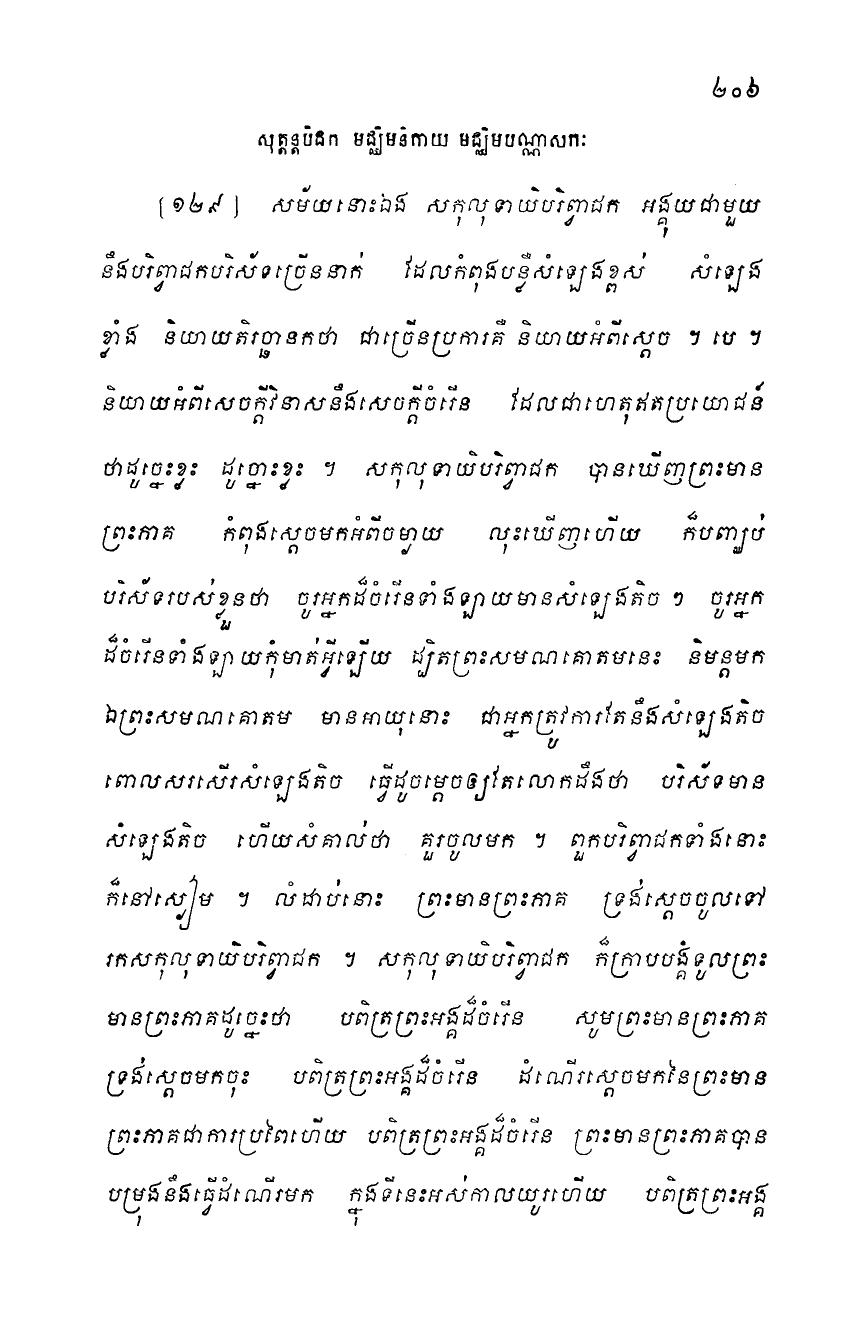 ២០៦
សុត្តន្តបិដក មជ្ឈិមនិកាយ មជ្ឈិមបណ្ណាសកៈ
[១២៩] សម័យនោះឯង សកុលុទាយិបរិព្វាជក អង្គុយជាមួយ
នឹងបរិព្វាជកបរិស័ទច្រើននាក់ ដែលកំពុងបន្លឺសំឡេងខ្ពស់ សំឡេង
ខ្លាំង និយាយតិរច្ឆានកថា ជាច្រើនប្រការគឺ និយាយអំពីស្តេច ។ បេ ។
និយាយអំពីសេចក្តីវិនាសនឹងសេចក្តីចំរើន ដែលជាហេតុឥតប្រយោជន៍
ថាដូច្នេះខ្លះ ដូច្នោះខ្លះ ។ សកុលុទាយិបរិព្វាជក បានឃើញព្រះមាន
ព្រះភាគ កំពុងស្តេចមកអំពីចម្ងាយ លុះឃើញហើយ ក៏បញ្ឈប់
បរិស័ទរបស់ខ្លួនថា ចូរអ្នកដ៏ចំរើនទាំងឡាយមានសំឡេងតិច ៗ ចូរអ្នក
ដ៏ចំរើនទាំងឡាយកុំមាត់អ្វីឡើយ ដ្បិតព្រះសមណគោតមនេះ និមន្តមក
ឯព្រះសមណគោតម មានអាយុនោះ ជាអ្នកត្រូវការតែនឹងសំឡេងតិច
ពោលសរសើរសំឡេងតិច ធ្វើដូចម្តេចឲ្យតែលោកដឹងថា បរិស័ទមាន
សំឡេងតិច ហើយសំគាល់ថា គួរចូលមក ។ ពួកបរិព្វាជកទាំងនោះ
ក៏នៅស្ងៀម ។ លំដាប់នោះ ព្រះមានព្រះភាគ ទ្រង់ស្តេចចូលទៅ
រកសកុលុទាយិបរិព្វាជក ។ សកុលុទាយិបរិព្វាជក ក៏ក្រាបបង្គំទូលព្រះ
មានព្រះភាគដូច្នេះថា បពិត្រព្រះអង្គដ៏ចំរើន សូមព្រះមានព្រះភាគ
ទ្រង់ស្តេចមកចុះ បពិត្រព្រះអង្គដ៏ចំរើន ដំណើរស្តេចមកនៃព្រះមាន
ព្រះភាគជាការប្រពៃហើយ បពិត្រព្រះអង្គដ៏ចំរើន ព្រះមានព្រះភាគបាន
បម្រុងនឹងធ្វើដំណើរមក ក្នុងទីនេះអស់កាលយូរហើយ បពិត្រព្រះអង្គ